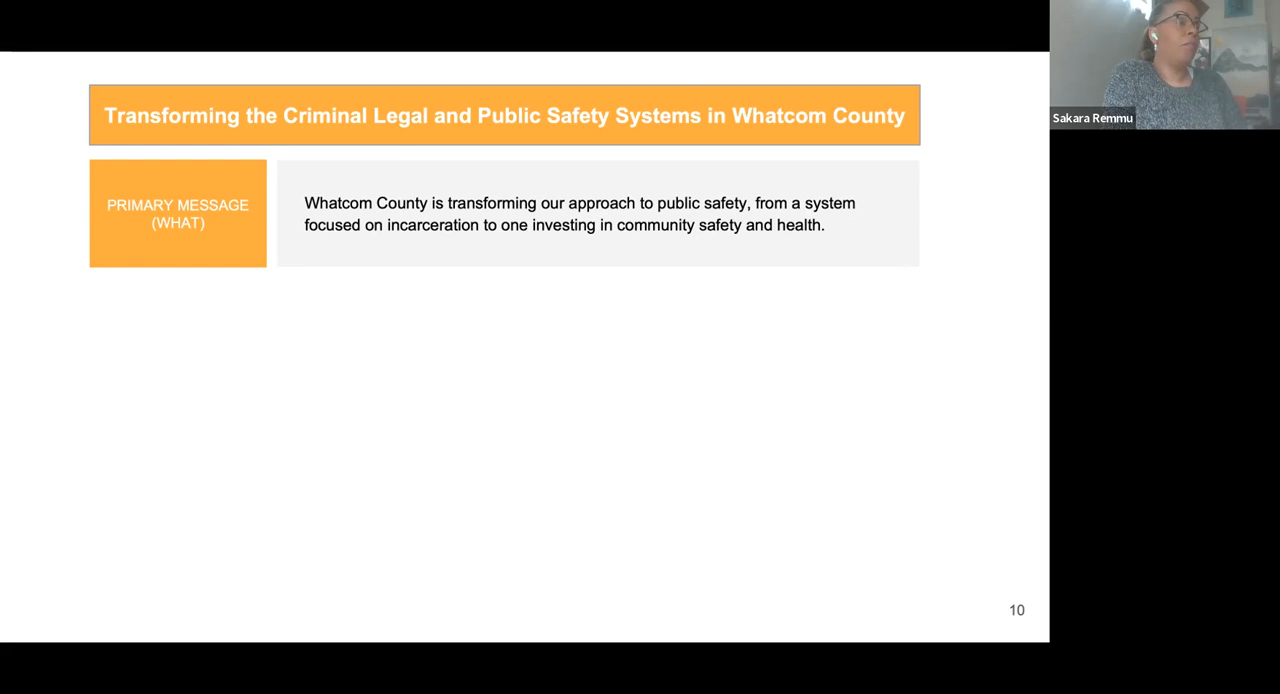 Transforming the Criminal Legal and Public Safety Systems in Whatcom County
PRIMARY MESSAGE
(WHAT)
Whatcom County is transforming our approach to public safety, from a system
focused on incarceration to one investing in community safety and health.
10
Sakara Remmu